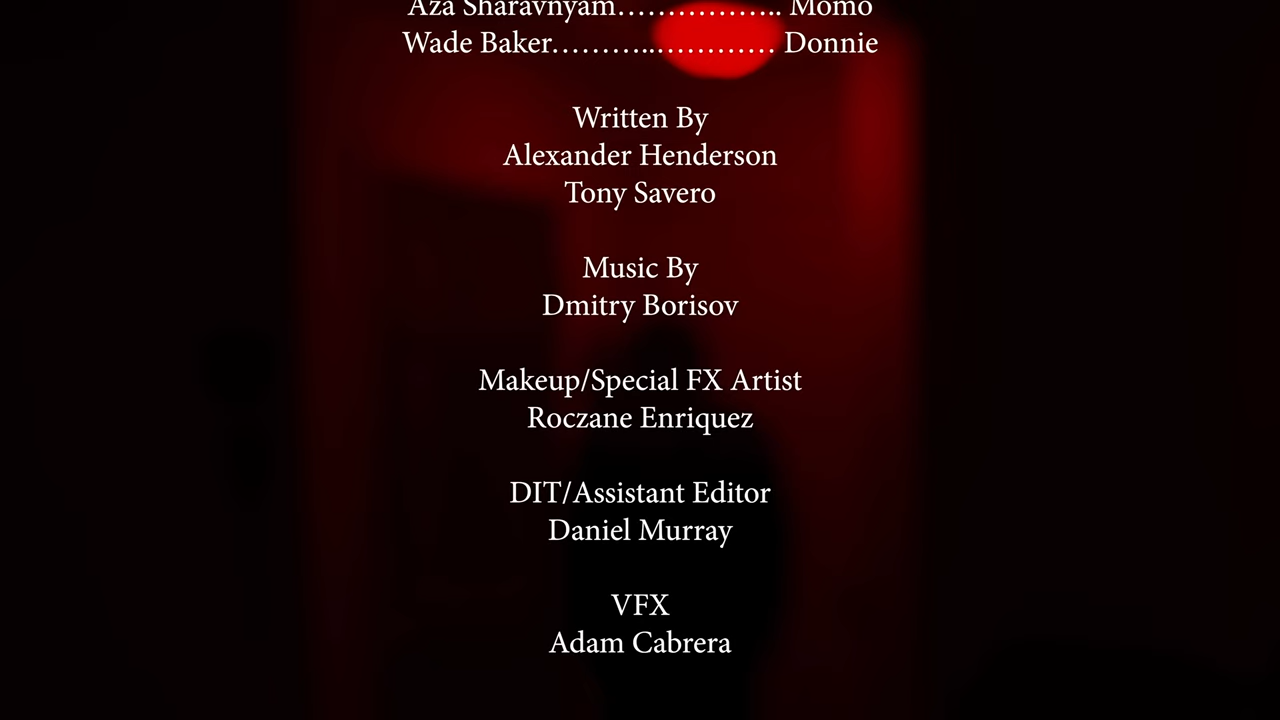 Aza Sharavnyam…………….. Momo
Wade Baker………..………… Donnie
Written By
Alexander Henderson
Tony Savero
Music By
Dmitry Borisov
Makeup/Special FX Artist
Roczane Enriquez
DIT/Assistant Editor
Daniel Murray
VFX
Adam Cabrera